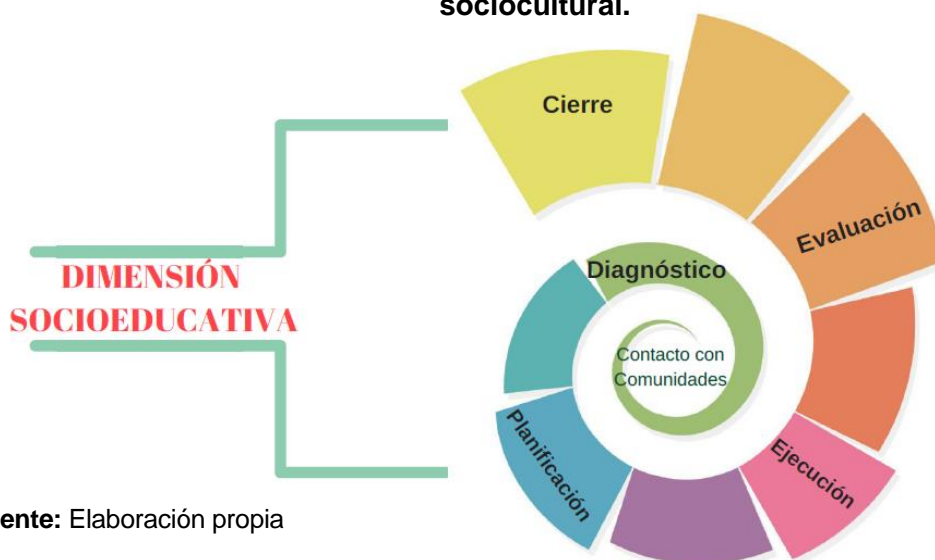 sociocultural.
Cierre
Evaluación
DIMENSIÓN
SOCIOEDUCATIVA
Diagnóstico
Contacto con
Comunidades
Planificación
Ejecución
ente: Elaboración propia